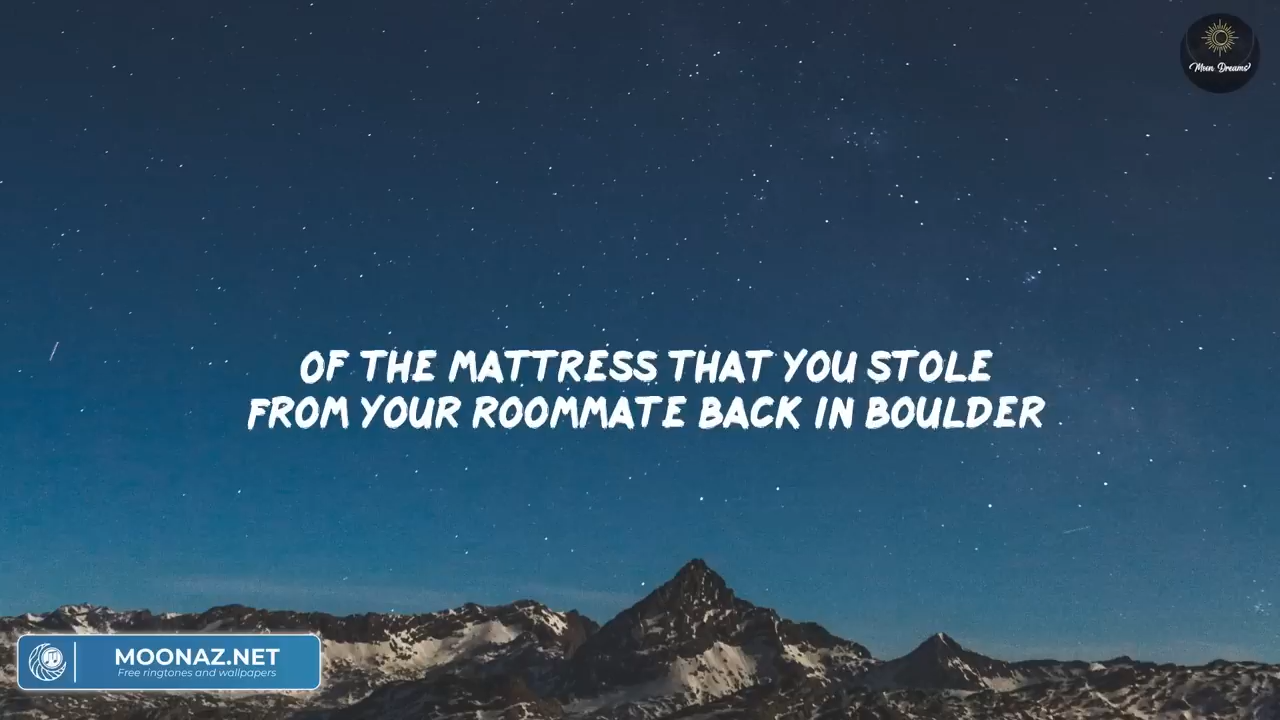 Moon Dreams
OF THE MATTRESS THAT YOU STOLE
FROM YOUR ROOMMATE BACK IN BOULDER
MOONAZ.NET
Free ringtones and wallpapers